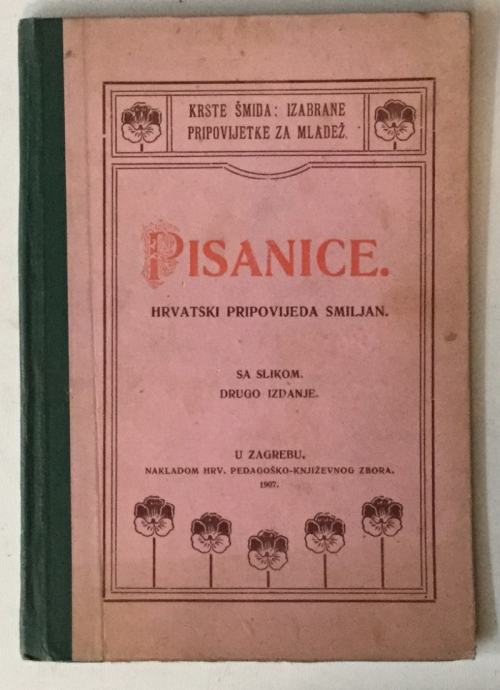 KRSTE ŠMIDA: IZABRANE
PRIPOVIJETKE ZA MLADEŽ.
PISANICE.
HRVATSKI PRIPOVIJEDA SMILJAN.
SA SLIKOM.
DRUGO IZDANJE.
U ZAGREBU.
NAKLADOM HRV. PEDAGOŠKO-KNJIŽEVNOG ZBORA.
1907.